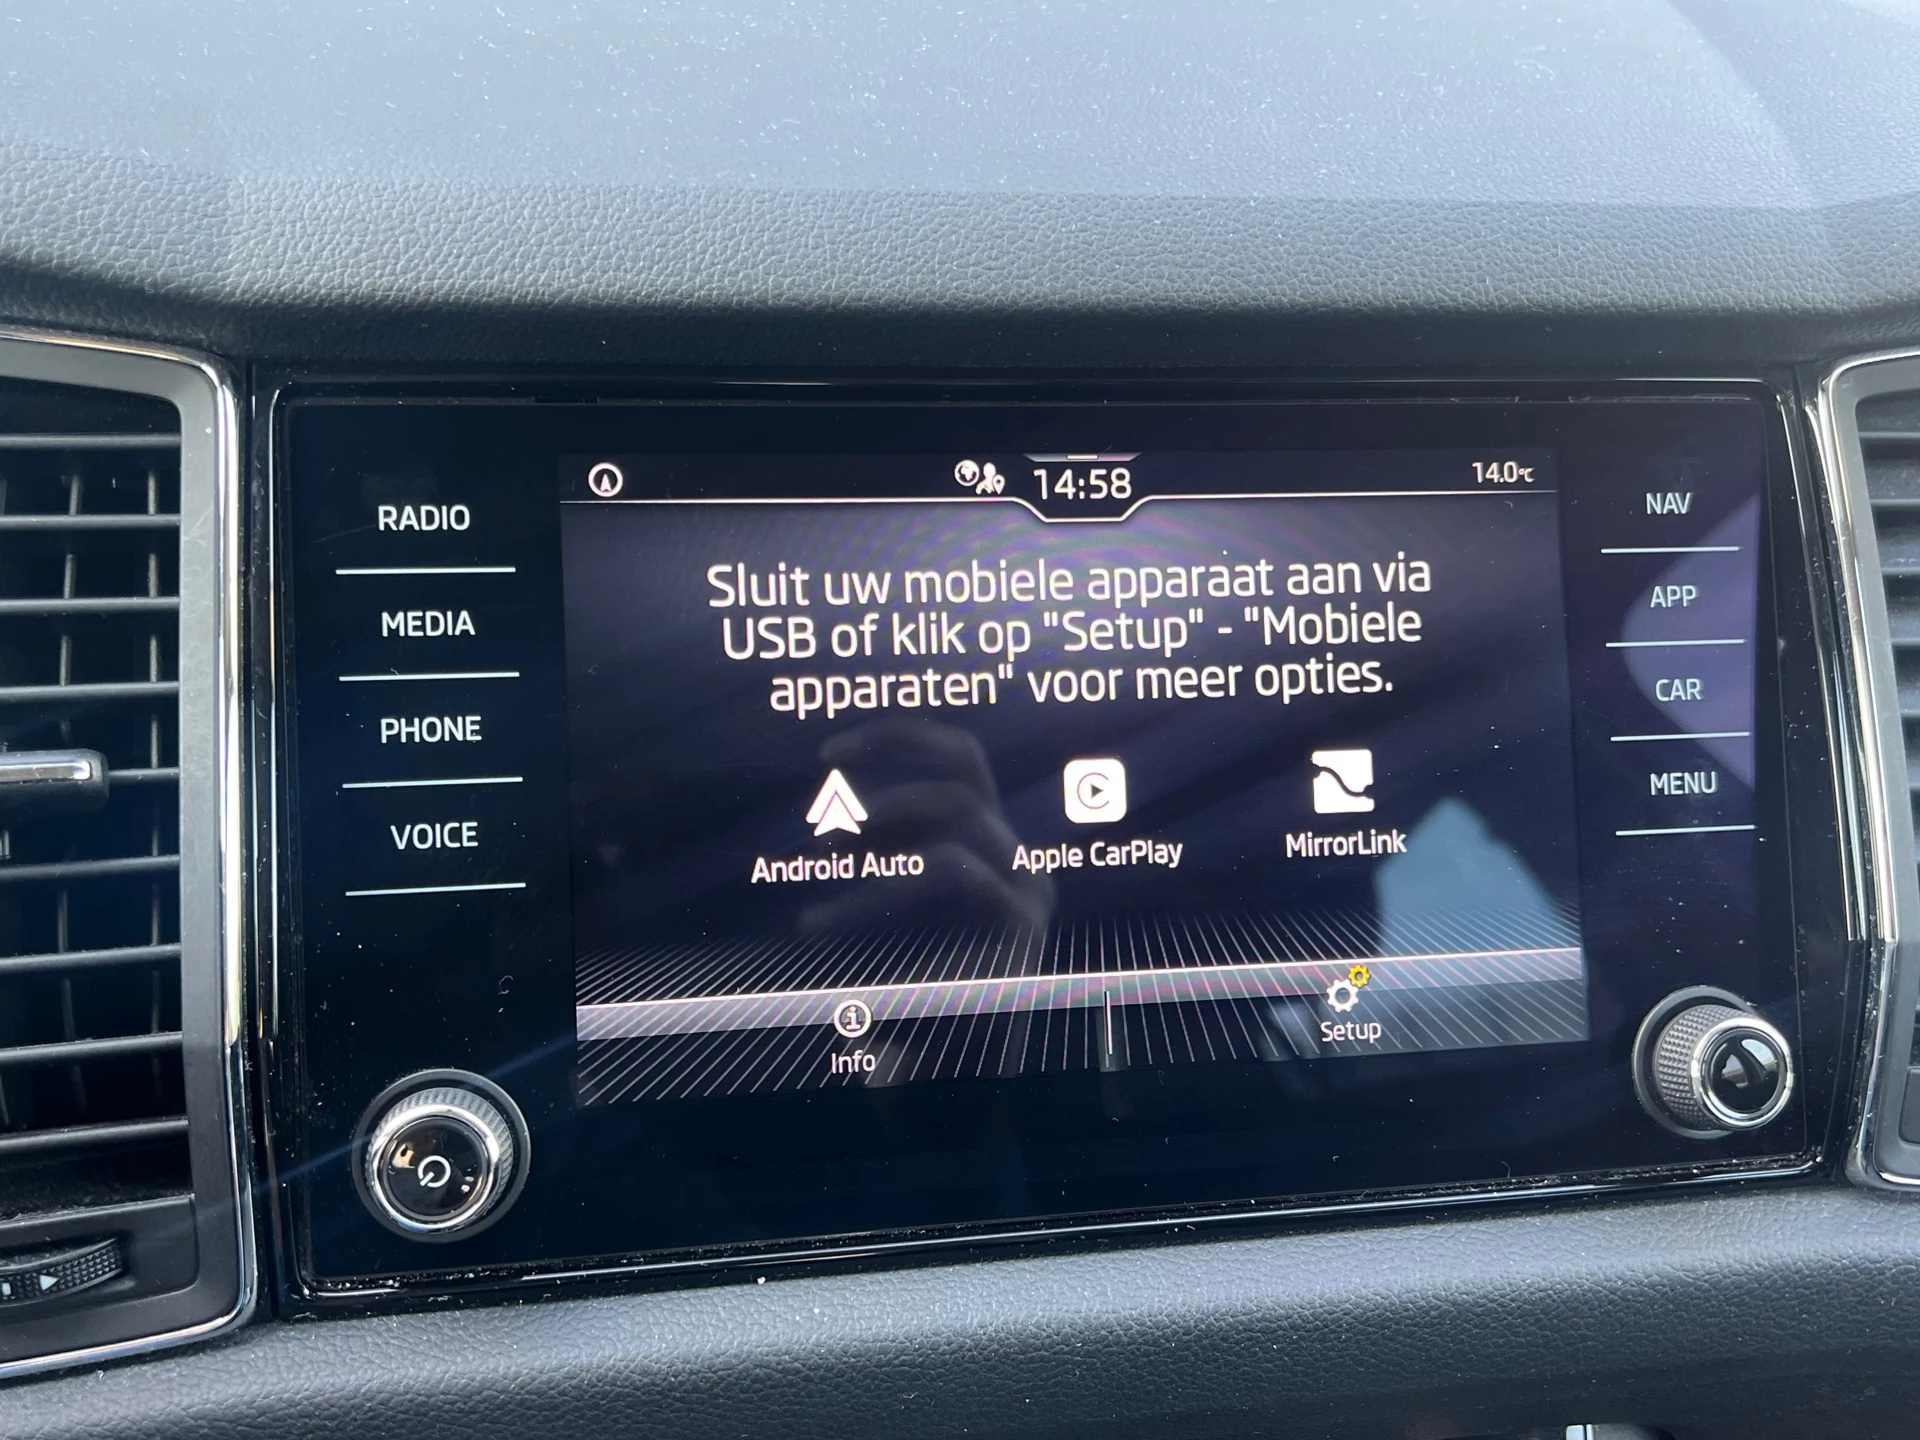 14:58
14.0°C
RADIO
MEDIA
PHONE
VOICE
Sluit uw mobiele apparaat aan via
USB of klik op "Setup" - "Mobiele
apparaten" voor meer opties.
Android Auto
Apple CarPlay
MirrorLink
Info
Setup
NAV
APP
CAR
MENU